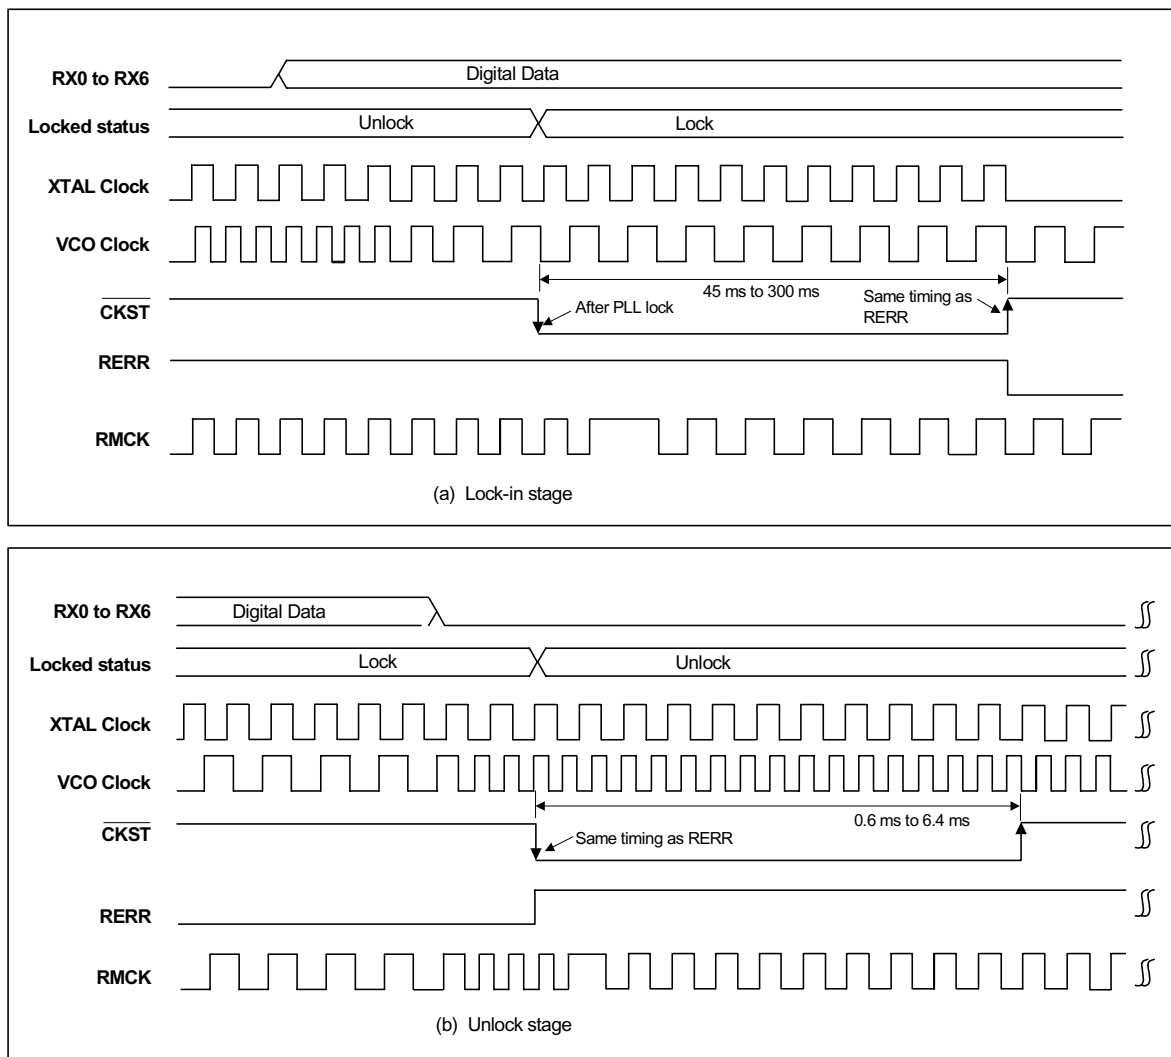 RX0 to RX6
Digital Data
Locked status
Unlock
Lock
XTAL Clock
VCO Clock
45 ms to 300 ms
CKST
After PLL lock
Same timing as
RERR
RERR
RMCK
(a) Lock-in stage
RX0 to RX6
Digital Data
Locked status
Lock
Unlock
XTAL Clock
VCO Clock
0.6 ms to 6.4 ms
CKST
Same timing as RERR
RERR
RMCK
(b) Unlock stage